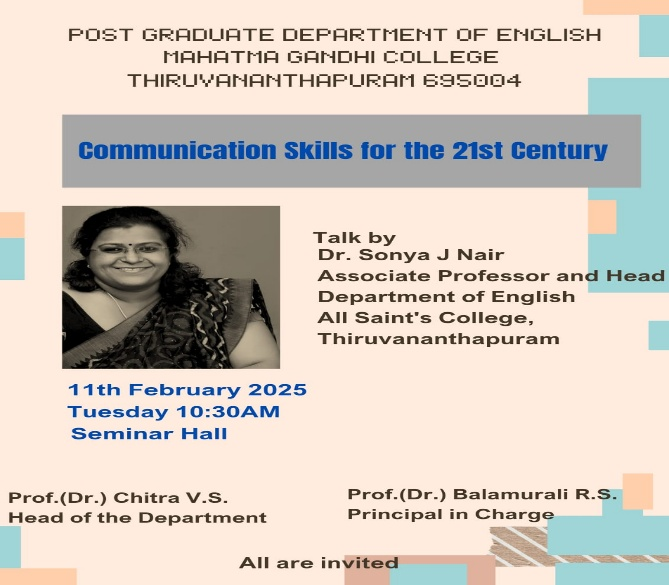 POST GRADUATE DEPARTMENT OF ENGLISH
MAHATMA GANDHI COLLEGE
THIRUVANANTHAPURAM 695004
Communication Skills for the 21st Century
Talk by
Dr. Sonya J Nair
Associate Professor and Head
Department of English
All Saint's College,
Thiruvananthapuram
11th February 2025
Tuesday 10:30AM
Seminar Hall
Prof.(Dr.) Chitra V.S.
Head of the Department
Prof.(Dr.) Balamurali R.S.
Principal in Charge
All are invited